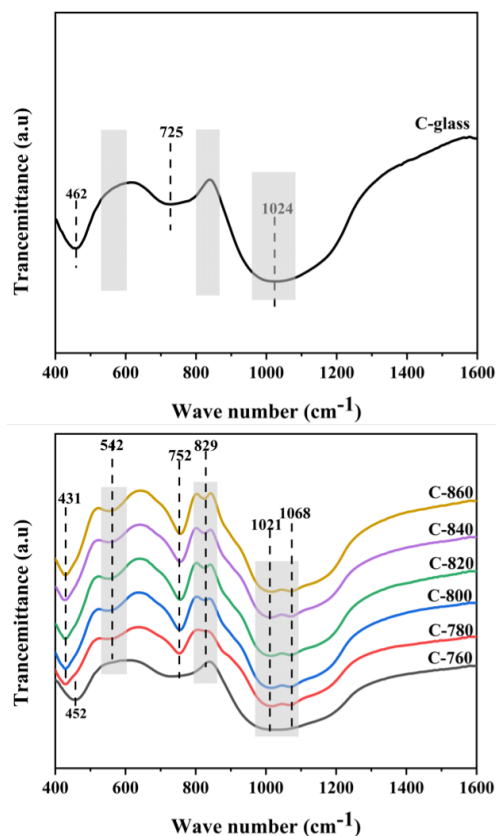 Trancemittance (a.u)
C-glass
725
462
1024
400 600 800 1000 1200 1400 1600
Wave number (cm-1)
Trancemittance (a.u)
542 829
431 752
1021 1068
C-860
C-840
C-820
C-800
C-780
C-760
452
400 600 800 1000 1200 1400 1600
Wave number (cm-1)